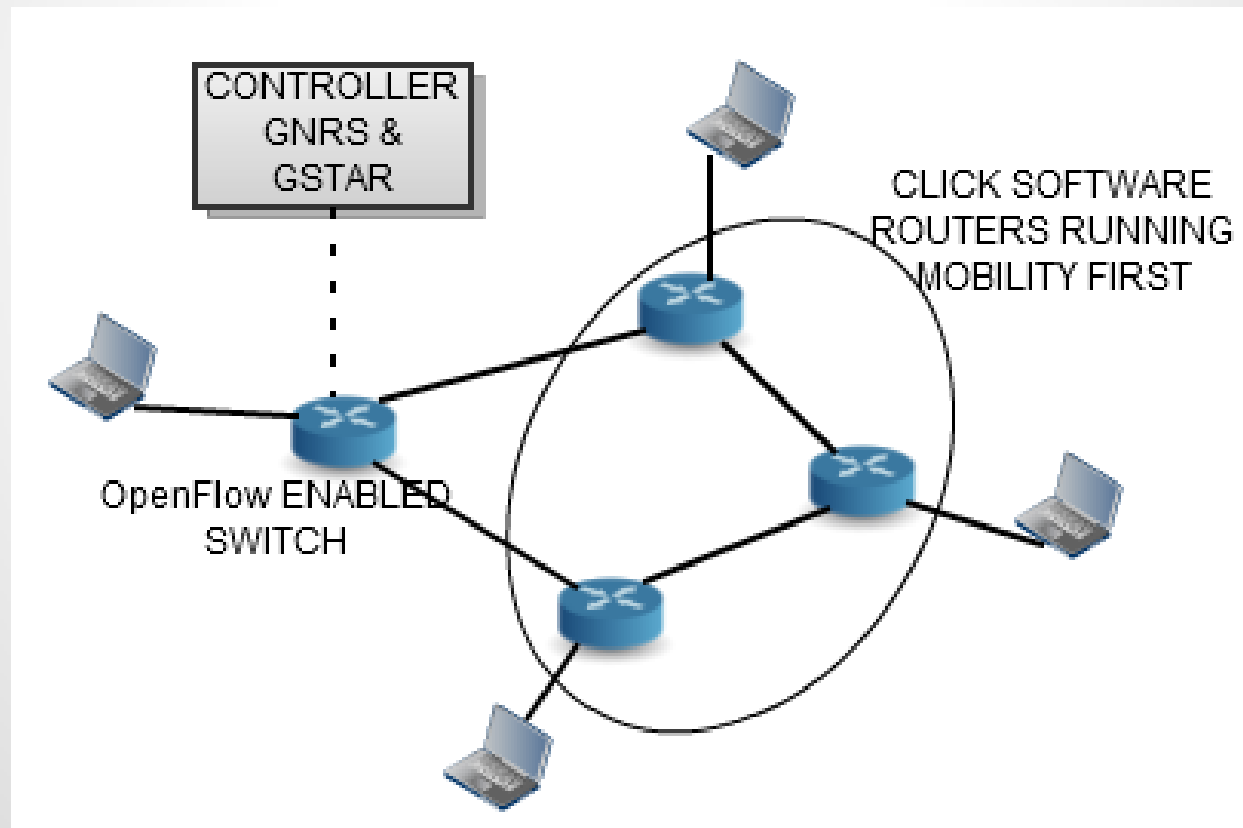 CONTROLLER
GNRS &
GSTAR
CLICK SOFTWARE
ROUTERS RUNNING
MOBILITY FIRST
OpenFlow ENABLED
SWITCH